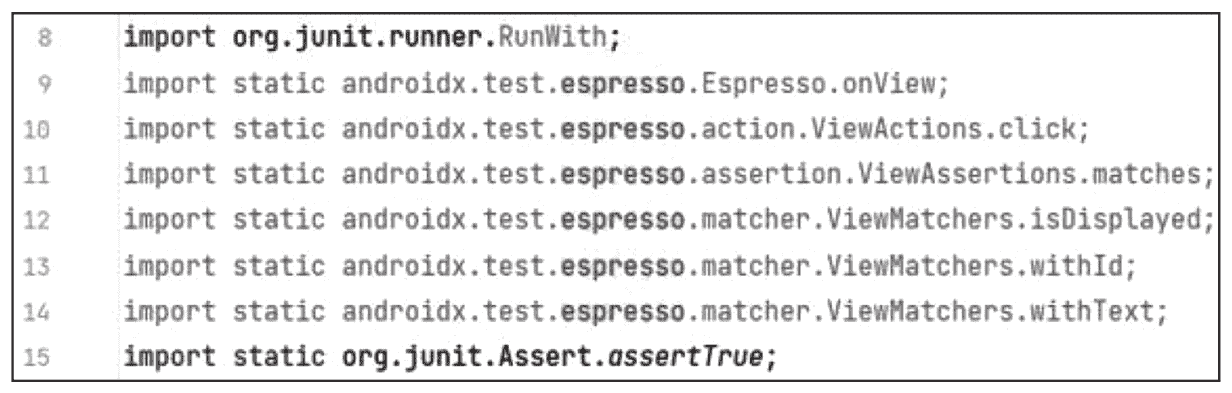 8 import org.junit.runner.RunWith;
9 import static androidx.test.espresso.Espresso.onView;
10 import static androidx.test.espresso.action.ViewActions.click;
11 import static androidx.test.espresso.assertion.ViewAssertions.matches;
12 import static androidx.test.espresso.matcher.ViewMatchers.isDisplayed;
13 import static androidx.test.espresso.matcher.ViewMatchers.withId;
14 import static androidx.test.espresso.matcher.ViewMatchers.withText;
15 import static org.junit.Assert.assertTrue;